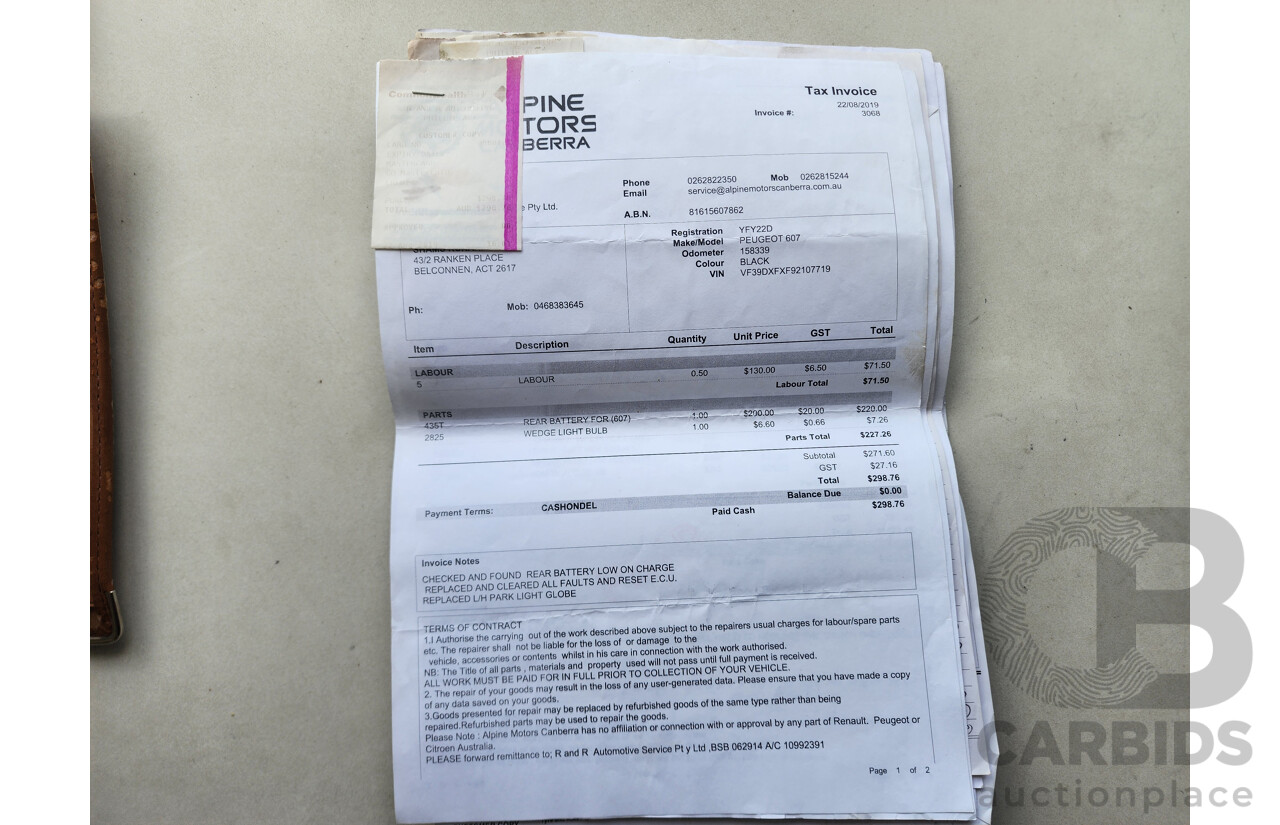 PINE
TORS
BERRA
Tax Invoice
22/08/2019
Invoice #: 3068
Phone 0262822350 Mob 0262815244
Email service@alpinemotorscanberra.com.au
e Pty Ltd.
A.B.N. 81615607862
Registration YFY22D
Make/Model PEUGEOT 607
Odometer 158339
Colour BLACK
VIN VF39DXFXF92107719
43/2 RANKEN PLACE
BELCONNEN, ACT 2617
Ph: Mob: 0468383645
Item Description Quantity Unit Price GST Total
LABOUR
5 LABOUR 0.50 $130.00 $6.50 $71.50
Labour Total $71.50
PARTS
43ST REAR BATTERY FOR (607) 1.00 $200.00 $20.00 $220.00
2825 WEDGE LIGHT BULB 1.00 $6.60 $0.66 $7.26
Parts Total $227.26
Subtotal $271.60
GST $27.16
Total $298.76
Balance Due $0.00
Payment Terms: CASHONDEL Paid Cash $298.76
Invoice Notes
CHECKED AND FOUND REAR BATTERY LOW ON CHARGE
REPLACED AND CLEARED ALL FAULTS AND RESET E.C.U.
REPLACED L/H PARK LIGHT GLOBE
TERMS OF CONTRACT
1.I Authorise the carrying out of the work described above subject to the repairers usual charges for labour/spare parts
etc. The repairer shall not be liable for the loss of or damage to the
vehicle, accessories or contents whilst in his care in connection with the work authorised.
NB: The Title of all parts , materials and property used will not pass until full payment is received.
ALL WORK MUST BE PAID FOR IN FULL PRIOR TO COLLECTION OF YOUR VEHICLE.
2. The repair of your goods may result in the loss of any user-generated data. Please ensure that you have made a copy
of any data saved on your goods.
3.Goods presented for repair may be replaced by refurbished goods of the same type rather than being
repaired.Refurbished parts may be used to repair the goods.
Please Note : Alpine Motors Canberra has no affiliation or connection with or approval by any part of Renault. Peugeot or
Citroen Australia.
PLEASE forward remittance to; R and R Automotive Service Pt y Ltd ,BSB 062914 A/C 10992391
Page 1 of 2
CB
CARBIDS
auctionplace